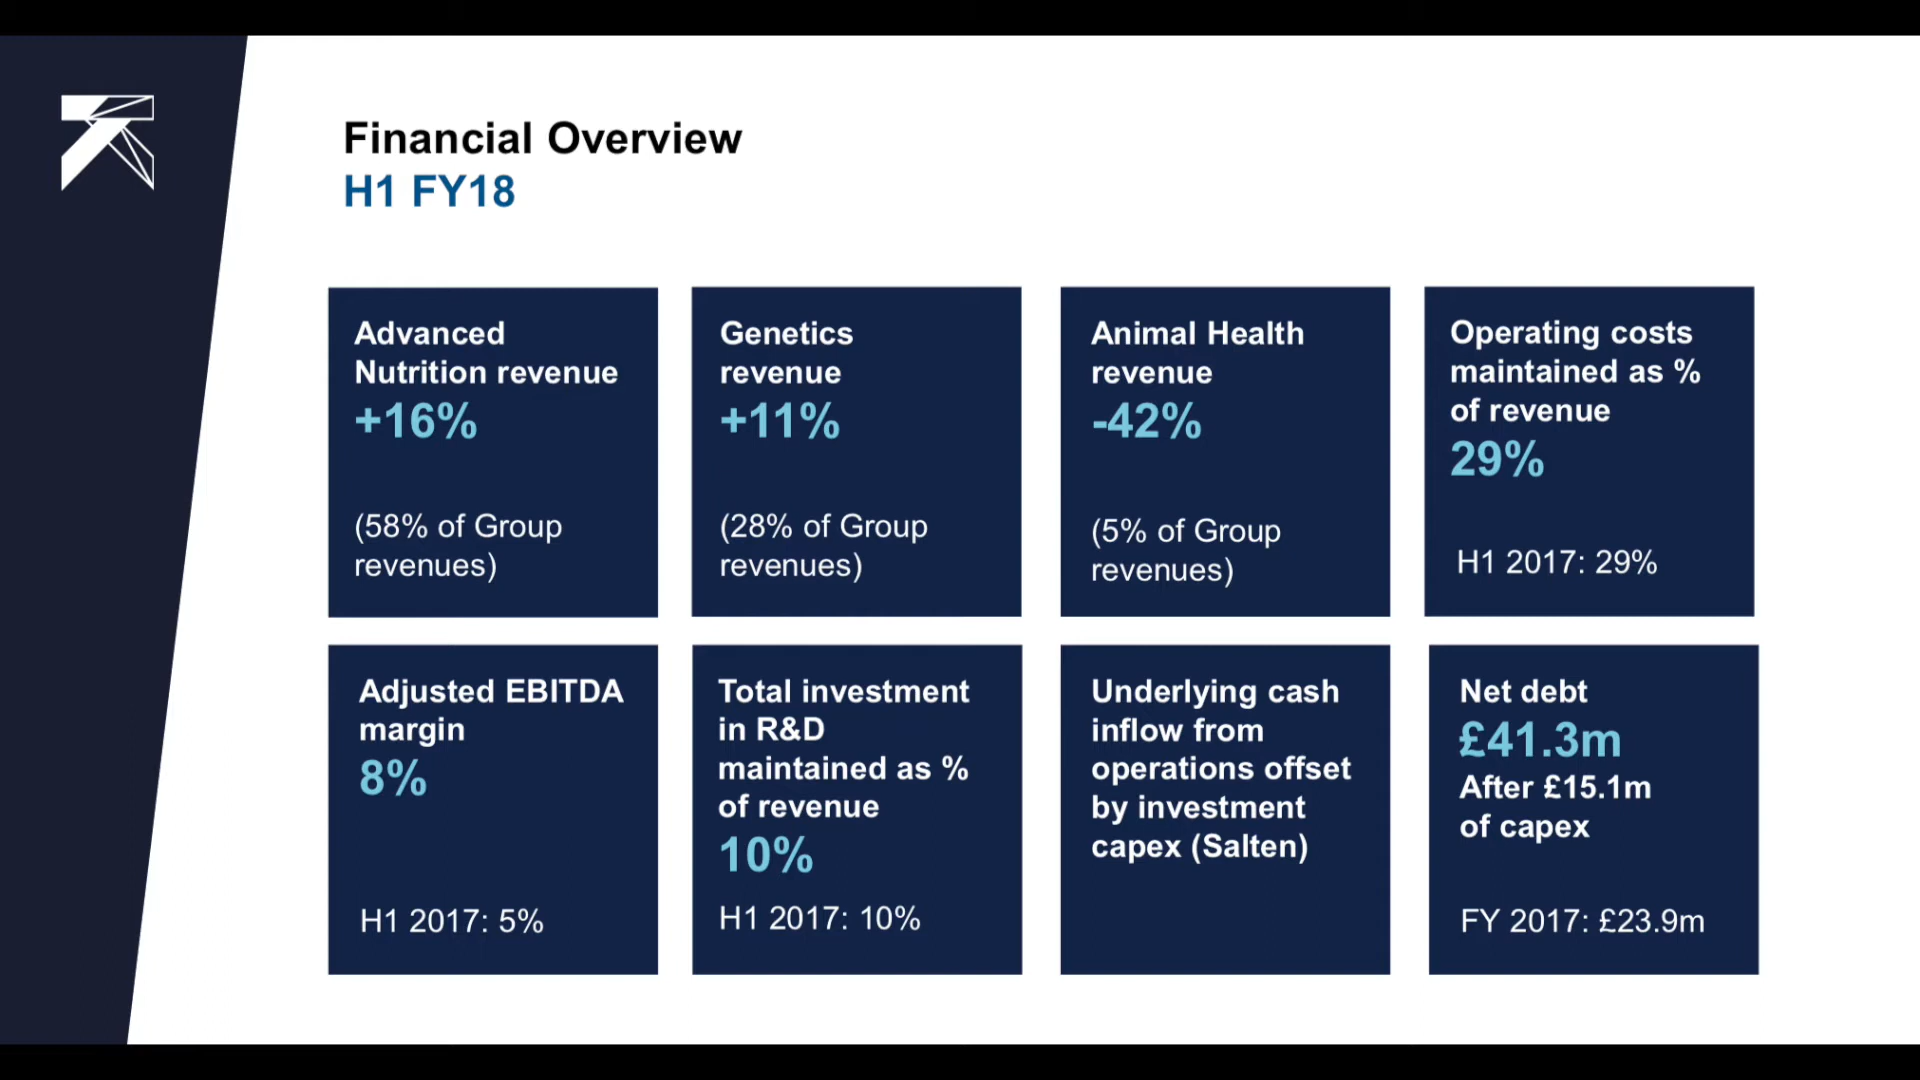 Financial Overview
H1 FY18
Advanced
Nutrition revenue
+16%
(58% of Group
revenues)
Genetics
revenue
+11%
(28% of Group
revenues)
Animal Health
revenue
-42%
(5% of Group
revenues)
Operating costs
maintained as %
of revenue
29%
H1 2017: 29%
Adjusted EBITDA
margin
8%
H1 2017: 5%
Total investment
in R&D
maintained as %
of revenue
10%
H1 2017: 10%
Underlying cash
inflow from
operations offset
by investment
capex (Salten)
Net debt
£41.3m
After £15.1m
of capex
FY 2017: £23.9m